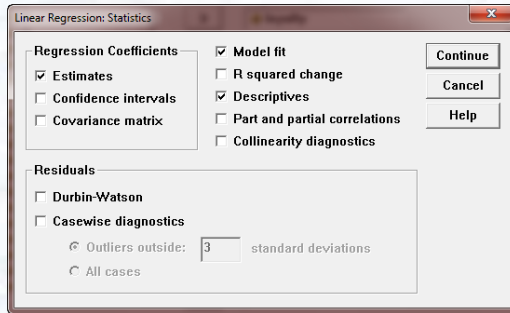 Linear Regression: Statistics
Regression Coefficients
Estimates
Confidence intervals
Covariance matrix
Model fit
R squared change
Descriptives
Part and partial correlations
Collinearity diagnostics
Continue
Cancel
Help
Residuals
Durbin-Watson
Casewise diagnostics
Outliers outside: 3 standard deviations
All cases